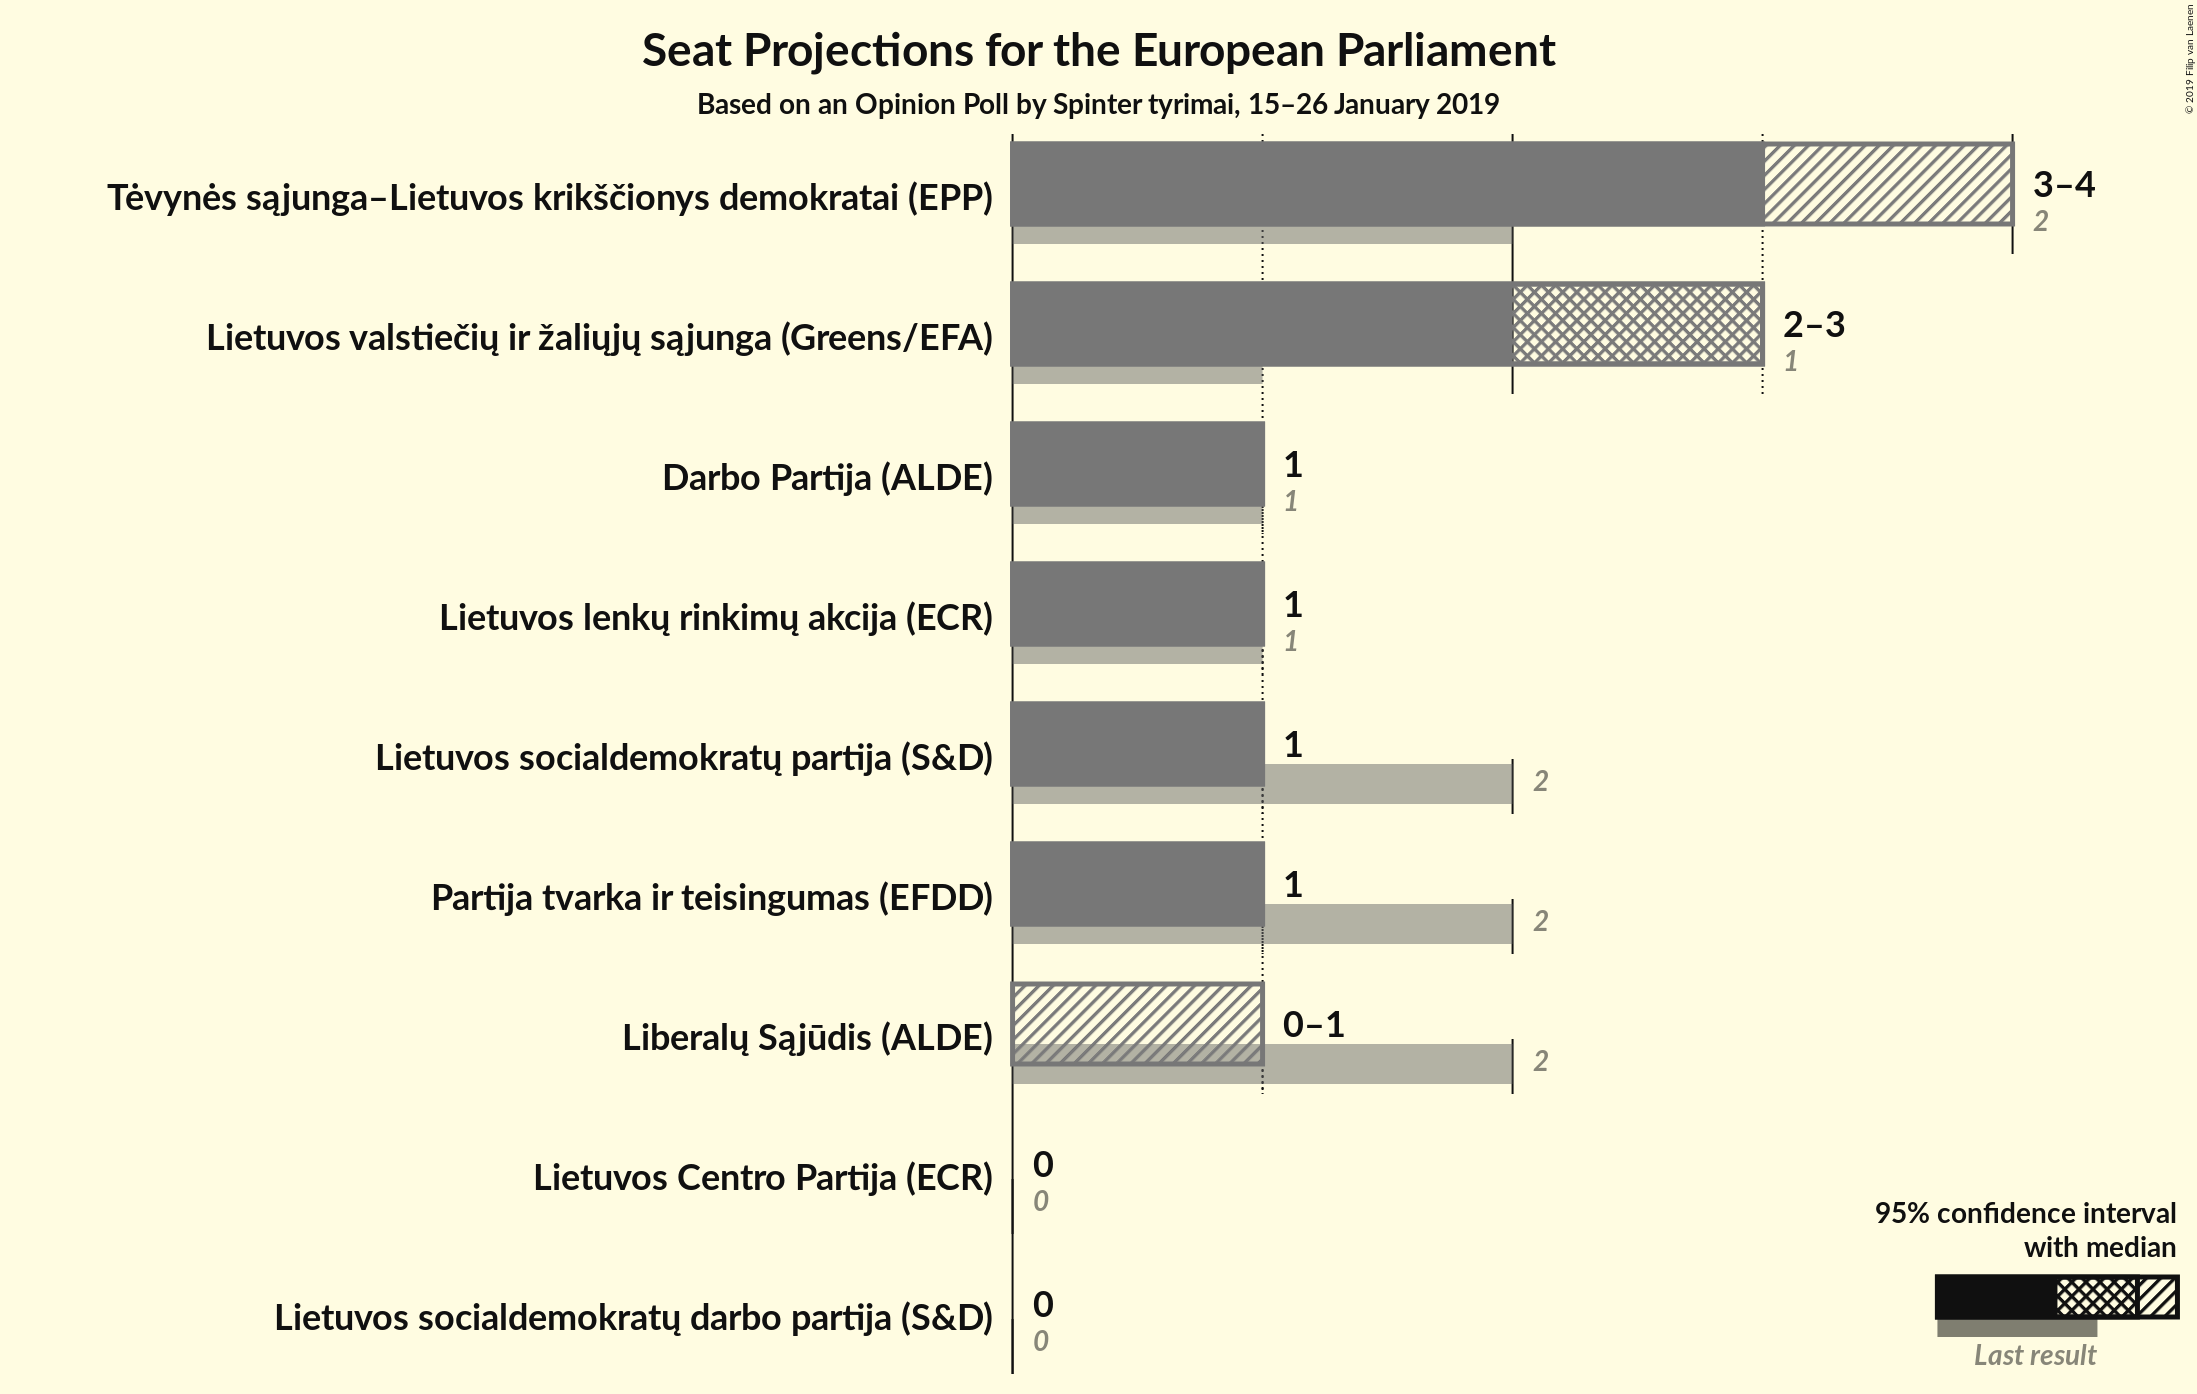 Seat Projections for the European Parliament
Based on an Opinion Poll by Spinter tyrimai, 15–26 January 2019
© 2019 Filip van Laenen
Tėvynės sąjunga–Lietuvos krikščionys demokratai (EPP)
3–4
2
Lietuvos valstiečių ir žaliųjų sąjunga (Greens/EFA)
2–3
1
Darbo Partija (ALDE)
1
1
Lietuvos lenkų rinkimų akcija (ECR)
1
1
Lietuvos socialdemokratų partija (S&D)
1
2
Partija tvarka ir teisingumas (EFDD)
1
2
Liberalų Sąjūdis (ALDE)
0–1
2
Lietuvos Centro Partija (ECR)
0
0
Lietuvos socialdemokratų darbo partija (S&D)
0
0
95% confidence interval
with median
Last result